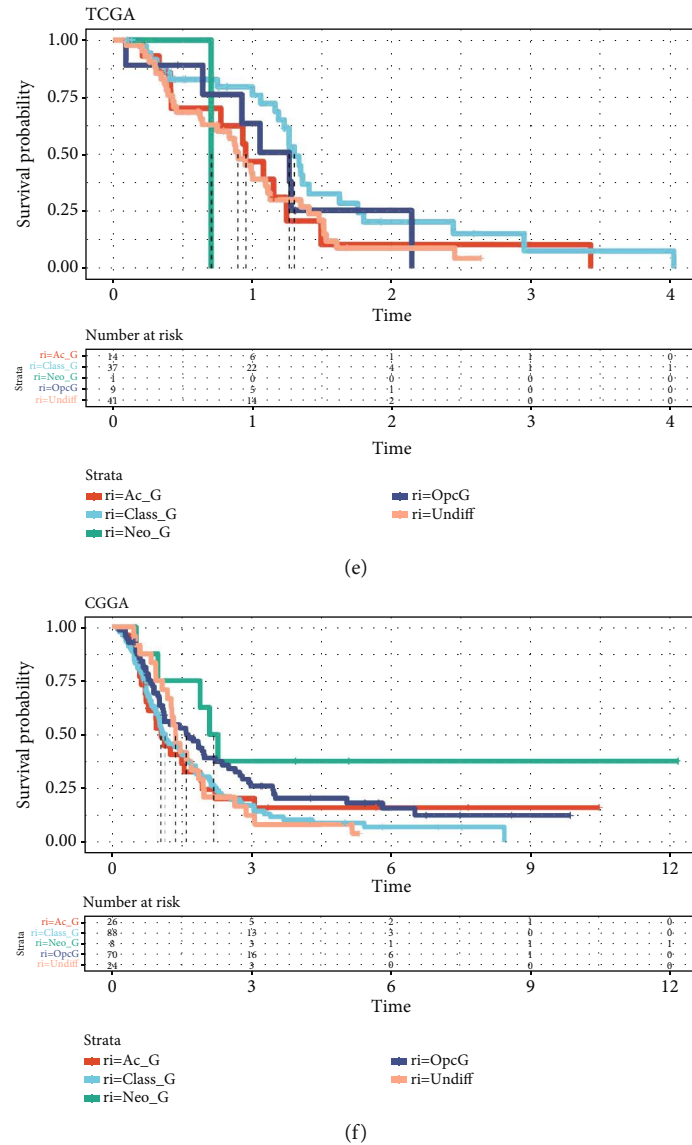 TCGA
1.00
0.75
0.50
0.25
0.00
Survival probability
0 1 2 3 4
Time
Number at risk
Strata
ri=Ac_G 14 6 1 1 0
ri=Class_G 37 22 4 1 1
ri=Neo_G 1 0 0 0 0
ri=OpcG 9 5 1 0 0
ri=Undiff 41 14 2 0 0
0 1 2 3 4
Time
Strata
ri=Ac_G ri=OpcG
ri=Class_G ri=Undiff
ri=Neo_G
(e)
CGGA
1.00
0.75
0.50
0.25
0.00
Survival probability
0 3 6 9 12
Time
Number at risk
Strata
ri=Ac_G 26 5 2 1 0
ri=Class_G 88 13 3 0 0
ri=Neo_G 8 3 1 1 1
ri=OpcG 70 16 6 1 0
ri=Undiff 24 3 0 0 0
0 3 6 9 12
Time
Strata
ri=Ac_G ri=OpcG
ri=Class_G ri=Undiff
ri=Neo_G
(f)